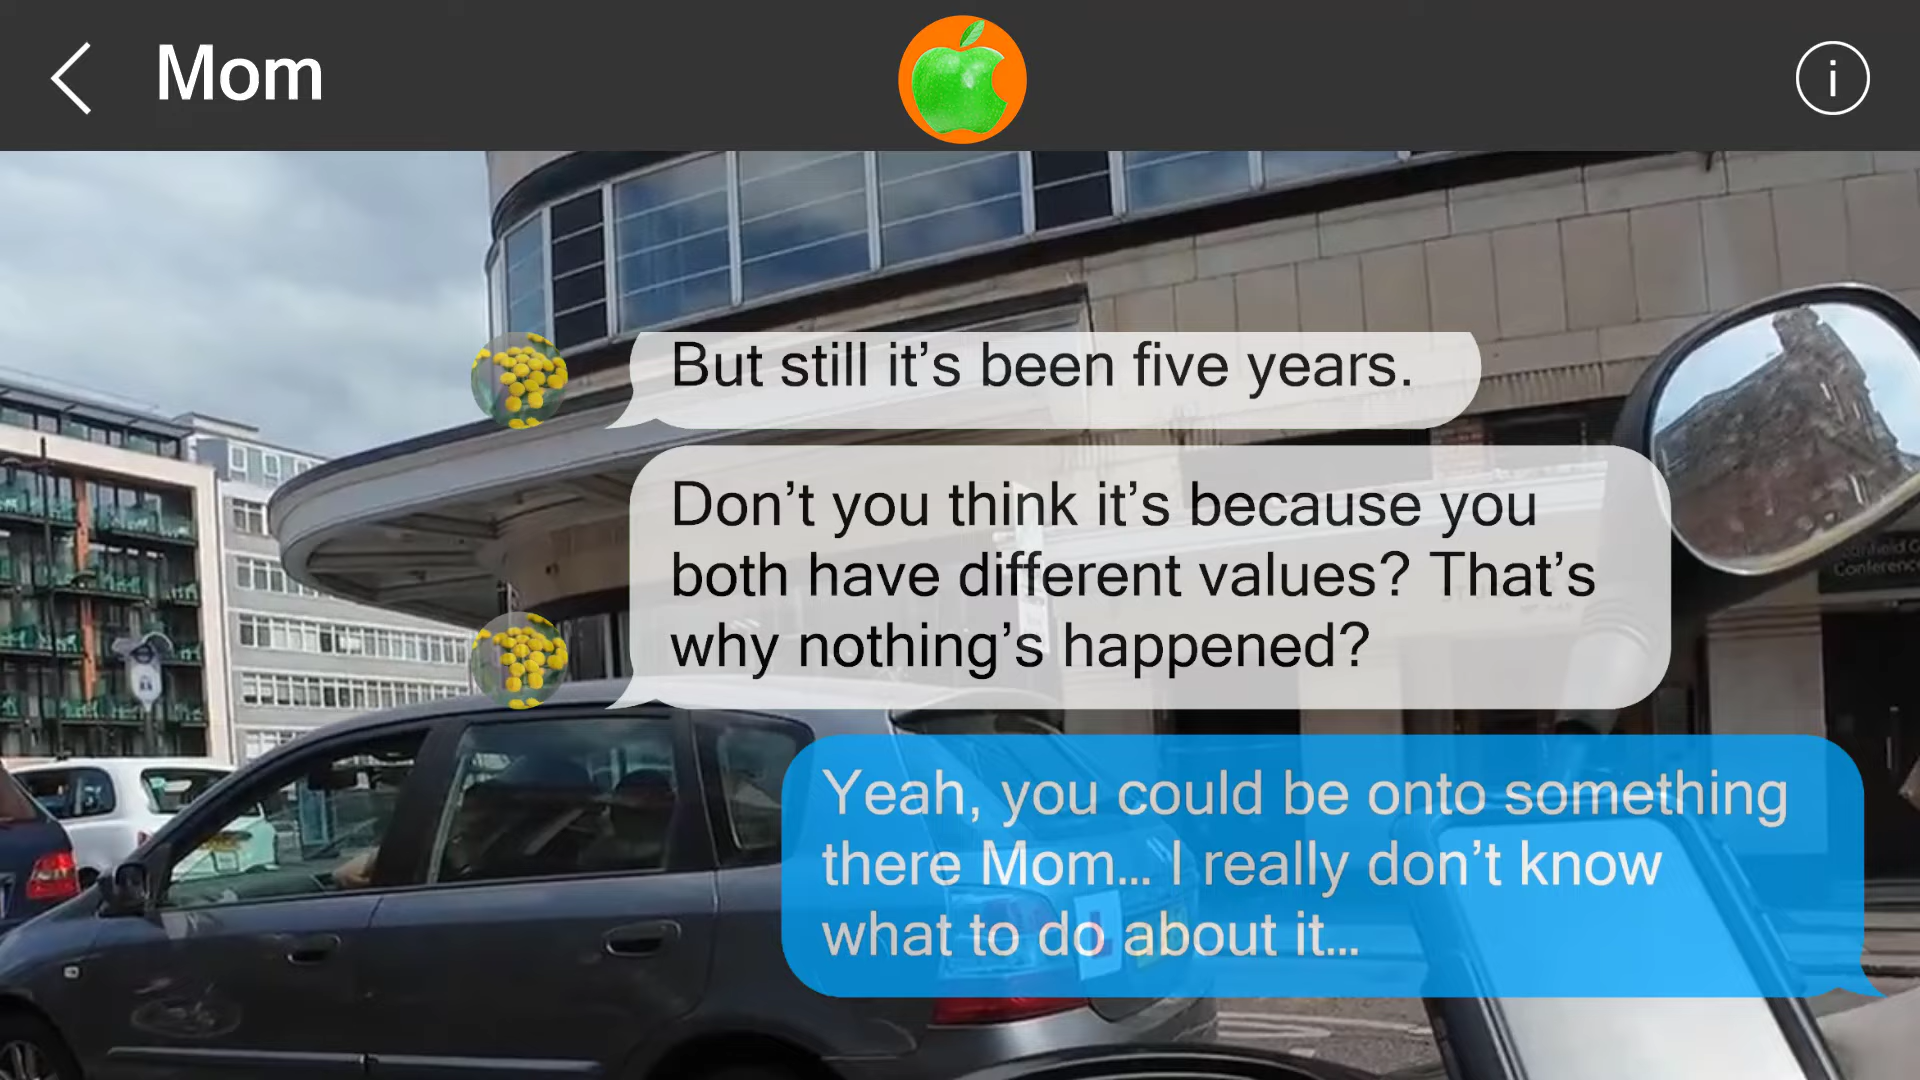 Mom
i
But still it’s been five years.
Don’t you think it’s because you
both have different values? That’s
why nothing’s happened?
Yeah, you could be onto something
there Mom… I really don’t know
what to do about it…
Conference
L